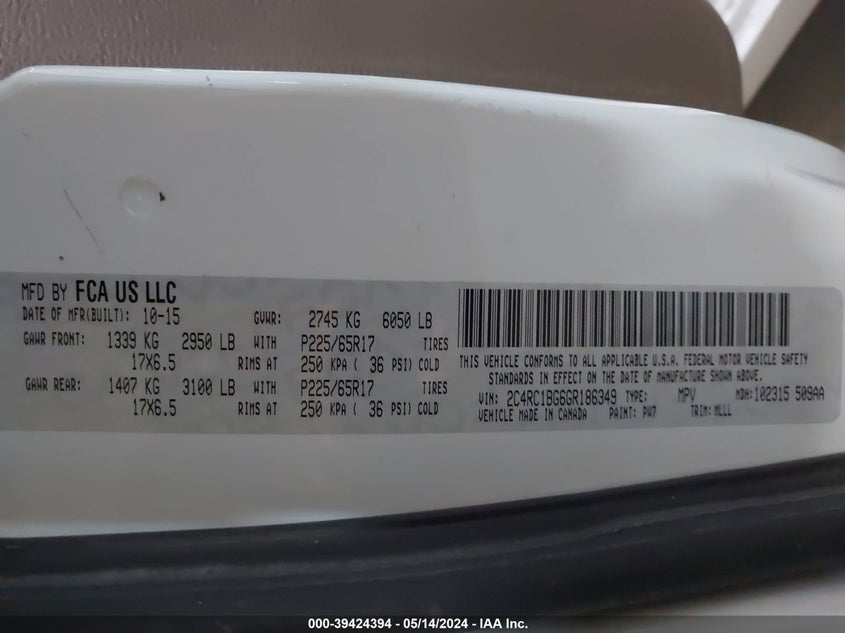 MFD BY FCA US LLC
DATE OF MFR(BUILT): 10-15 GVWR: 2745 KG 6050 LB
GAWR FRONT: 1339 KG 2950 LB WITH P225/65R17 TIRES
17X6.5 RIMS AT 250 KPA ( 36 PSI) COLD
GAWR REAR: 1407 KG 3100 LB WITH P225/65R17 TIRES
17X6.5 RIMS AT 250 KPA ( 36 PSI) COLD
THIS VEHICLE CONFORMS TO ALL APPLICABLE U.S.A. FEDERAL MOTOR VEHICLE SAFETY
STANDARDS IN EFFECT ON THE DATE OF MANUFACTURE SHOWN ABOVE.
VIN: 2C4RC1BG6GR186349 TYPE: MPV MDH:102315 509AA
VEHICLE MADE IN CANADA PAINT: PW7 TRIM: MLLL
000-39424394 - 05/14/2024 - IAA Inc.